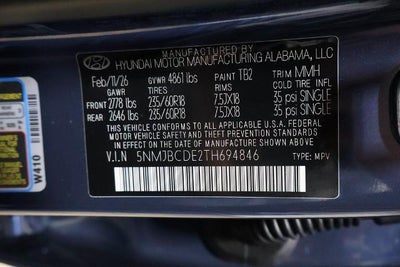 MANUFACTURED BY
HYUNDAI MOTOR MANUFACTURING ALABAMA, LLC
Feb/11/26 GVWR 4861 lbs PAINT TB2 TRIM MMH
GAWR TIRES RIMS COLD TIRE INFL
FRONT 2778 lbs 235/60R18 7.5JX18 35 psi SINGLE
REAR 2646 lbs 235/60R18 7.5JX18 35 psi SINGLE
THIS VEHICLE CONFORMS TO ALL APPLICABLE U.S. FEDERAL
MOTOR VEHICLE SAFETY AND THEFT PREVENTION STANDARDS
IN EFFECT ON THE DATE OF MANUFACTURE SHOWN ABOVE.
V.I.N 5NMJBCDE2TH694846 TYPE: MPV
W410